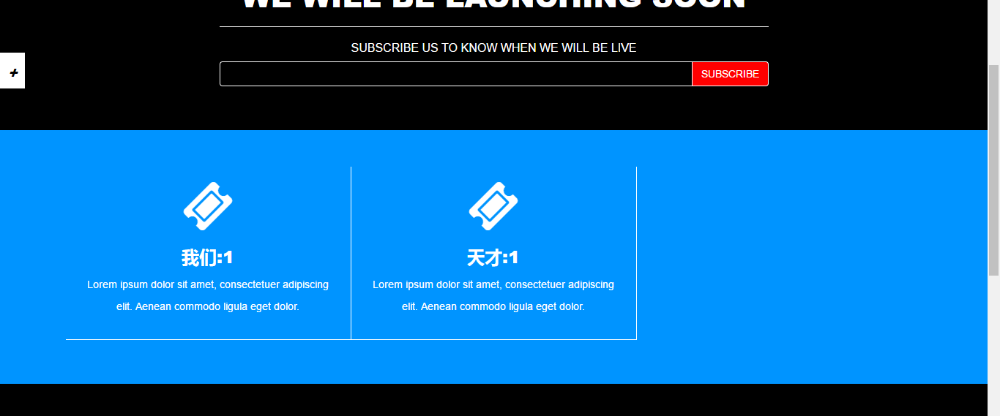 WE WILL BE LAUNCHING SOON
SUBSCRIBE US TO KNOW WHEN WE WILL BE LIVE
+
SUBSCRIBE
我们:1
Lorem ipsum dolor sit amet, consectetuer adipiscing
elit. Aenean commodo ligula eget dolor.
天才:1
Lorem ipsum dolor sit amet, consectetuer adipiscing
elit. Aenean commodo ligula eget dolor.